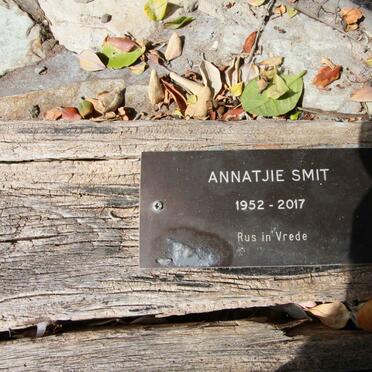 ANNATJIE SMIT
1952 - 2017
Rus in Vrede